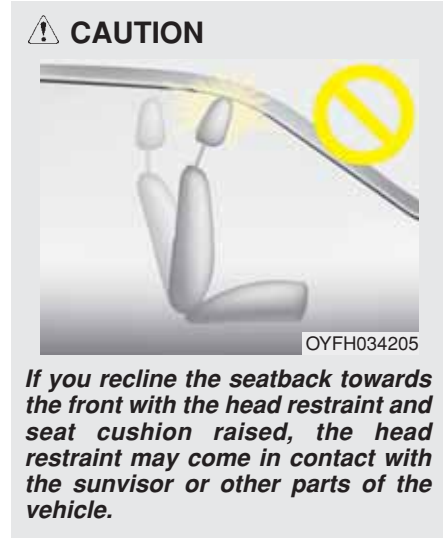 CAUTION
OYFH034205
If you recline the seatback towards
the front with the head restraint and
seat cushion raised, the head
restraint may come in contact with
the sunvisor or other parts of the
vehicle.